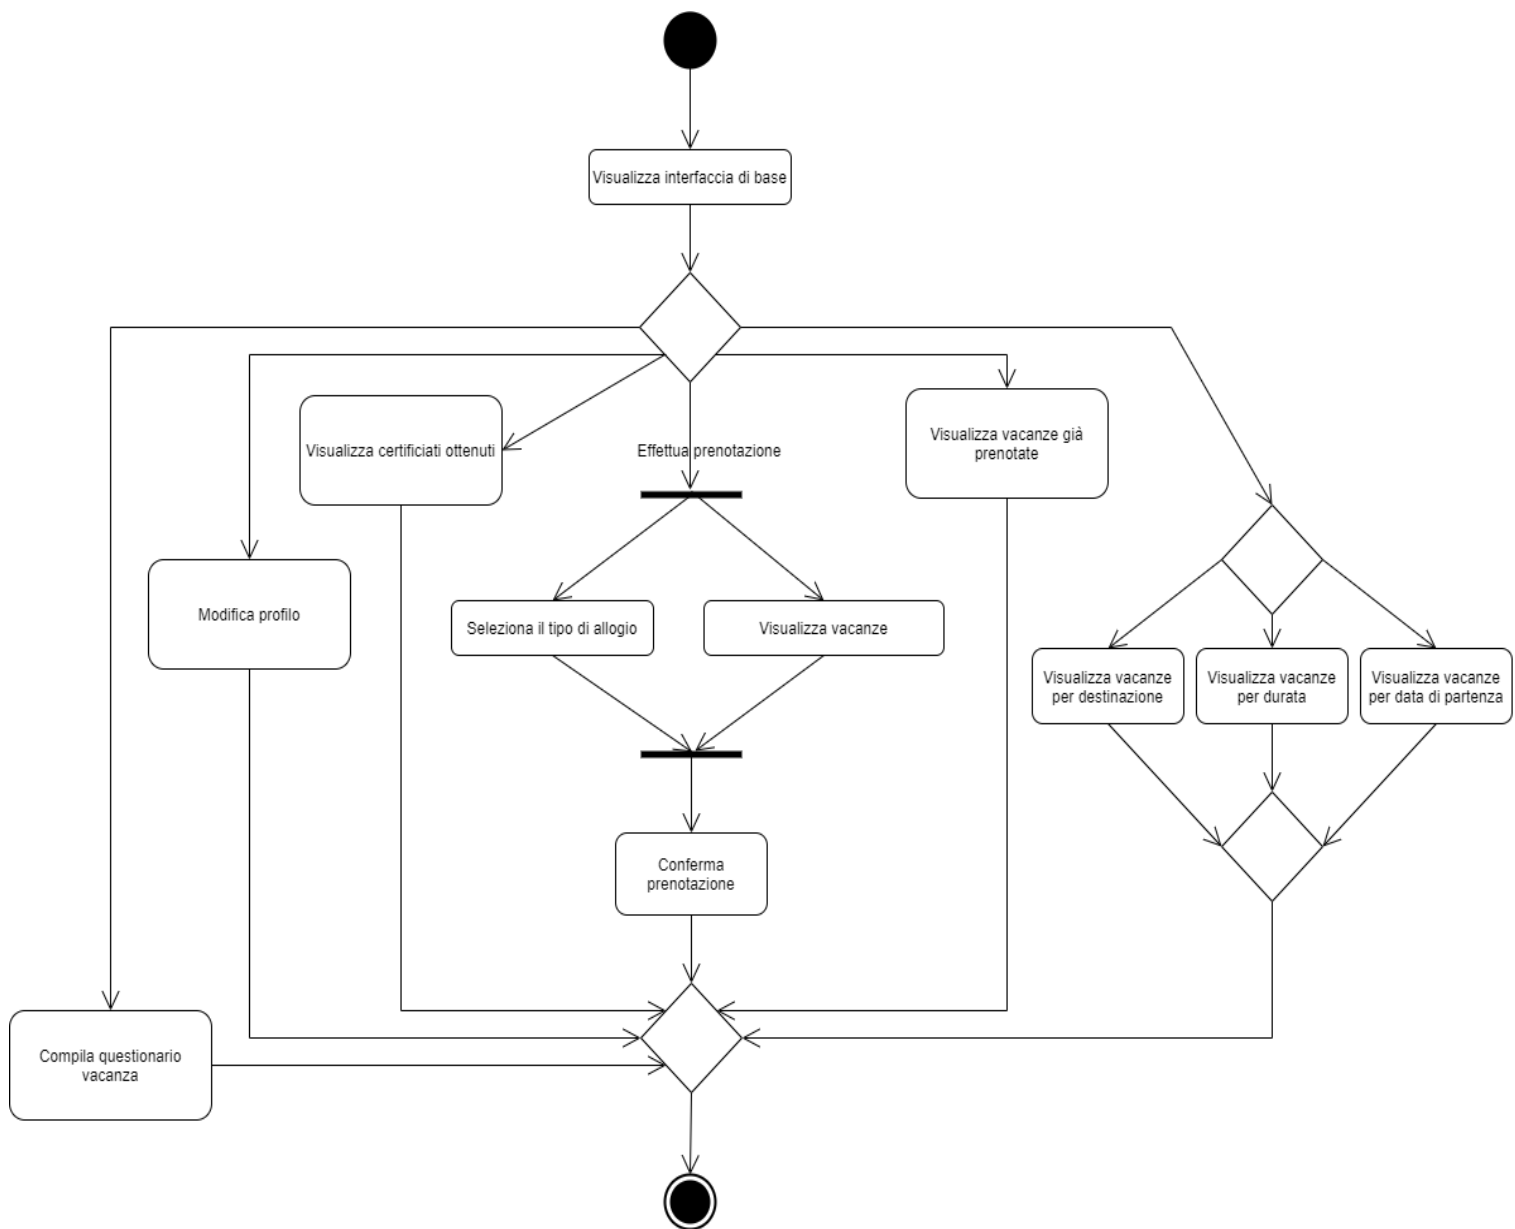 Visualizza interfaccia di base
Visualizza certificiati ottenuti
Effettua prenotazione
Visualizza vacanze già
prenotate
Modifica profilo
Seleziona il tipo di allogio
Visualizza vacanze
Visualizza vacanze
per destinazione
Visualizza vacanze
per durata
Visualizza vacanze
per data di partenza
Conferma
prenotazione
Compila questionario
vacanza